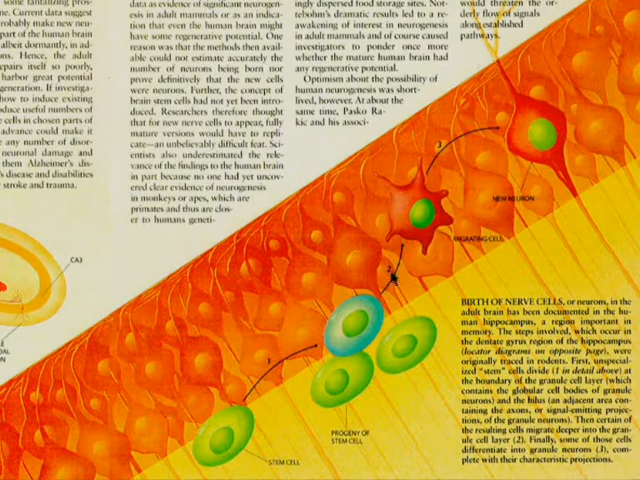 some tantalizing pros-
ne. Current data suggest
robably make new neu-
part of the human brain
albeit dormantly, in ad-
ons. Hence, the adult
epairs itself so poorly,
harbor great potential
generation. If investiga-
how to induce existing
oduce useful numbers of
e cells in chosen parts of
advance could make it
e any number of disor-
neuronal damage and
them Alzheimer's dis-
's disease and disabilities
stroke and trauma.
data as evidence of significant neurogen-
esis in adult mammals or as an indica-
tion that even the human brain might
have some regenerative potential. One
reason was that the methods then avail-
able could not estimate accurately the
number of neurons being born nor
prove definitively that the new cells
were neurons. Further, the concept of
brain stem cells had not yet been intro-
duced. Researchers therefore thought
that for new nerve cells to appear, fully
mature versions would have to repli-
cate—an unbelievably difficult feat. Sci-
entists also underestimated the rele-
vance of the findings to the human brain
in part because no one had yet uncov-
ered clear evidence of neurogenesis
in monkeys or apes, which are
primates and thus are clos-
er to humans geneti-
ingly dispersed food storage sites. Not-
tebohm's dramatic results led to a re-
awakening of interest in neurogenesis
in adult mammals and of course caused
investigators to ponder once more
whether the mature human brain had
any regenerative potential.
Optimism about the possibility of
human neurogenesis was short-
lived, however. At about the
same time, Pasko Ra-
kic and his associ-
would threaten the or-
derly flow of signals
along established
pathways.
3
NEW NEURON
MIGRATING CELL
2
CA3
1
PROGENY OF
STEM CELL
STEM CELL
BIRTH OF NERVE CELLS, or neurons, in the
adult brain has been documented in the hu-
man hippocampus, a region important in
memory. The steps involved, which occur in
the dentate gyrus region of the hippocampus
(locator diagrams on opposite page), were
originally traced in rodents. First, unspecial-
ized "stem" cells divide (1 in detail above) at
the boundary of the granule cell layer (which
contains the globular cell bodies of granule
neurons) and the hilus (an adjacent area con-
taining the axons, or signal-emitting projec-
tions, of the granule neurons). Then certain of
the resulting cells migrate deeper into the gran-
ule cell layer (2). Finally, some of those cells
differentiate into granule neurons (3), com-
plete with their characteristic projections.